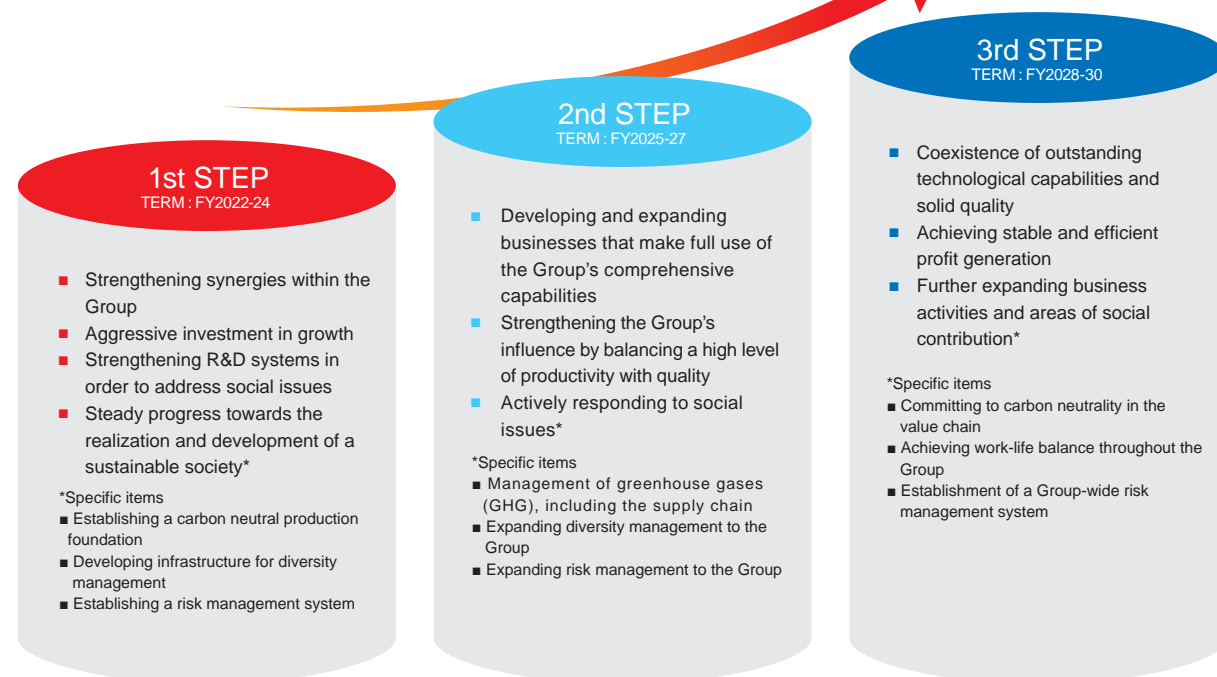 1st STEP
TERM : FY2022-24
■ Strengthening synergies within the
Group
■ Aggressive investment in growth
■ Strengthening R&D systems in
order to address social issues
■ Steady progress towards the
realization and development of a
sustainable society*
*Specific items
■ Establishing a carbon neutral production
foundation
■ Developing infrastructure for diversity
management
■ Establishing a risk management system
2nd STEP
TERM : FY2025-27
■ Developing and expanding
businesses that make full use of
the Group’s comprehensive
capabilities
■ Strengthening the Group’s
influence by balancing a high level
of productivity with quality
■ Actively responding to social
issues*
*Specific items
■ Management of greenhouse gases
(GHG), including the supply chain
■ Expanding diversity management to the
Group
■ Expanding risk management to the Group
3rd STEP
TERM : FY2028-30
■ Coexistence of outstanding
technological capabilities and
solid quality
■ Achieving stable and efficient
profit generation
■ Further expanding business
activities and areas of social
contribution*
*Specific items
■ Committing to carbon neutrality in the
value chain
■ Achieving work-life balance throughout the
Group
■ Establishment of a Group-wide risk
management system